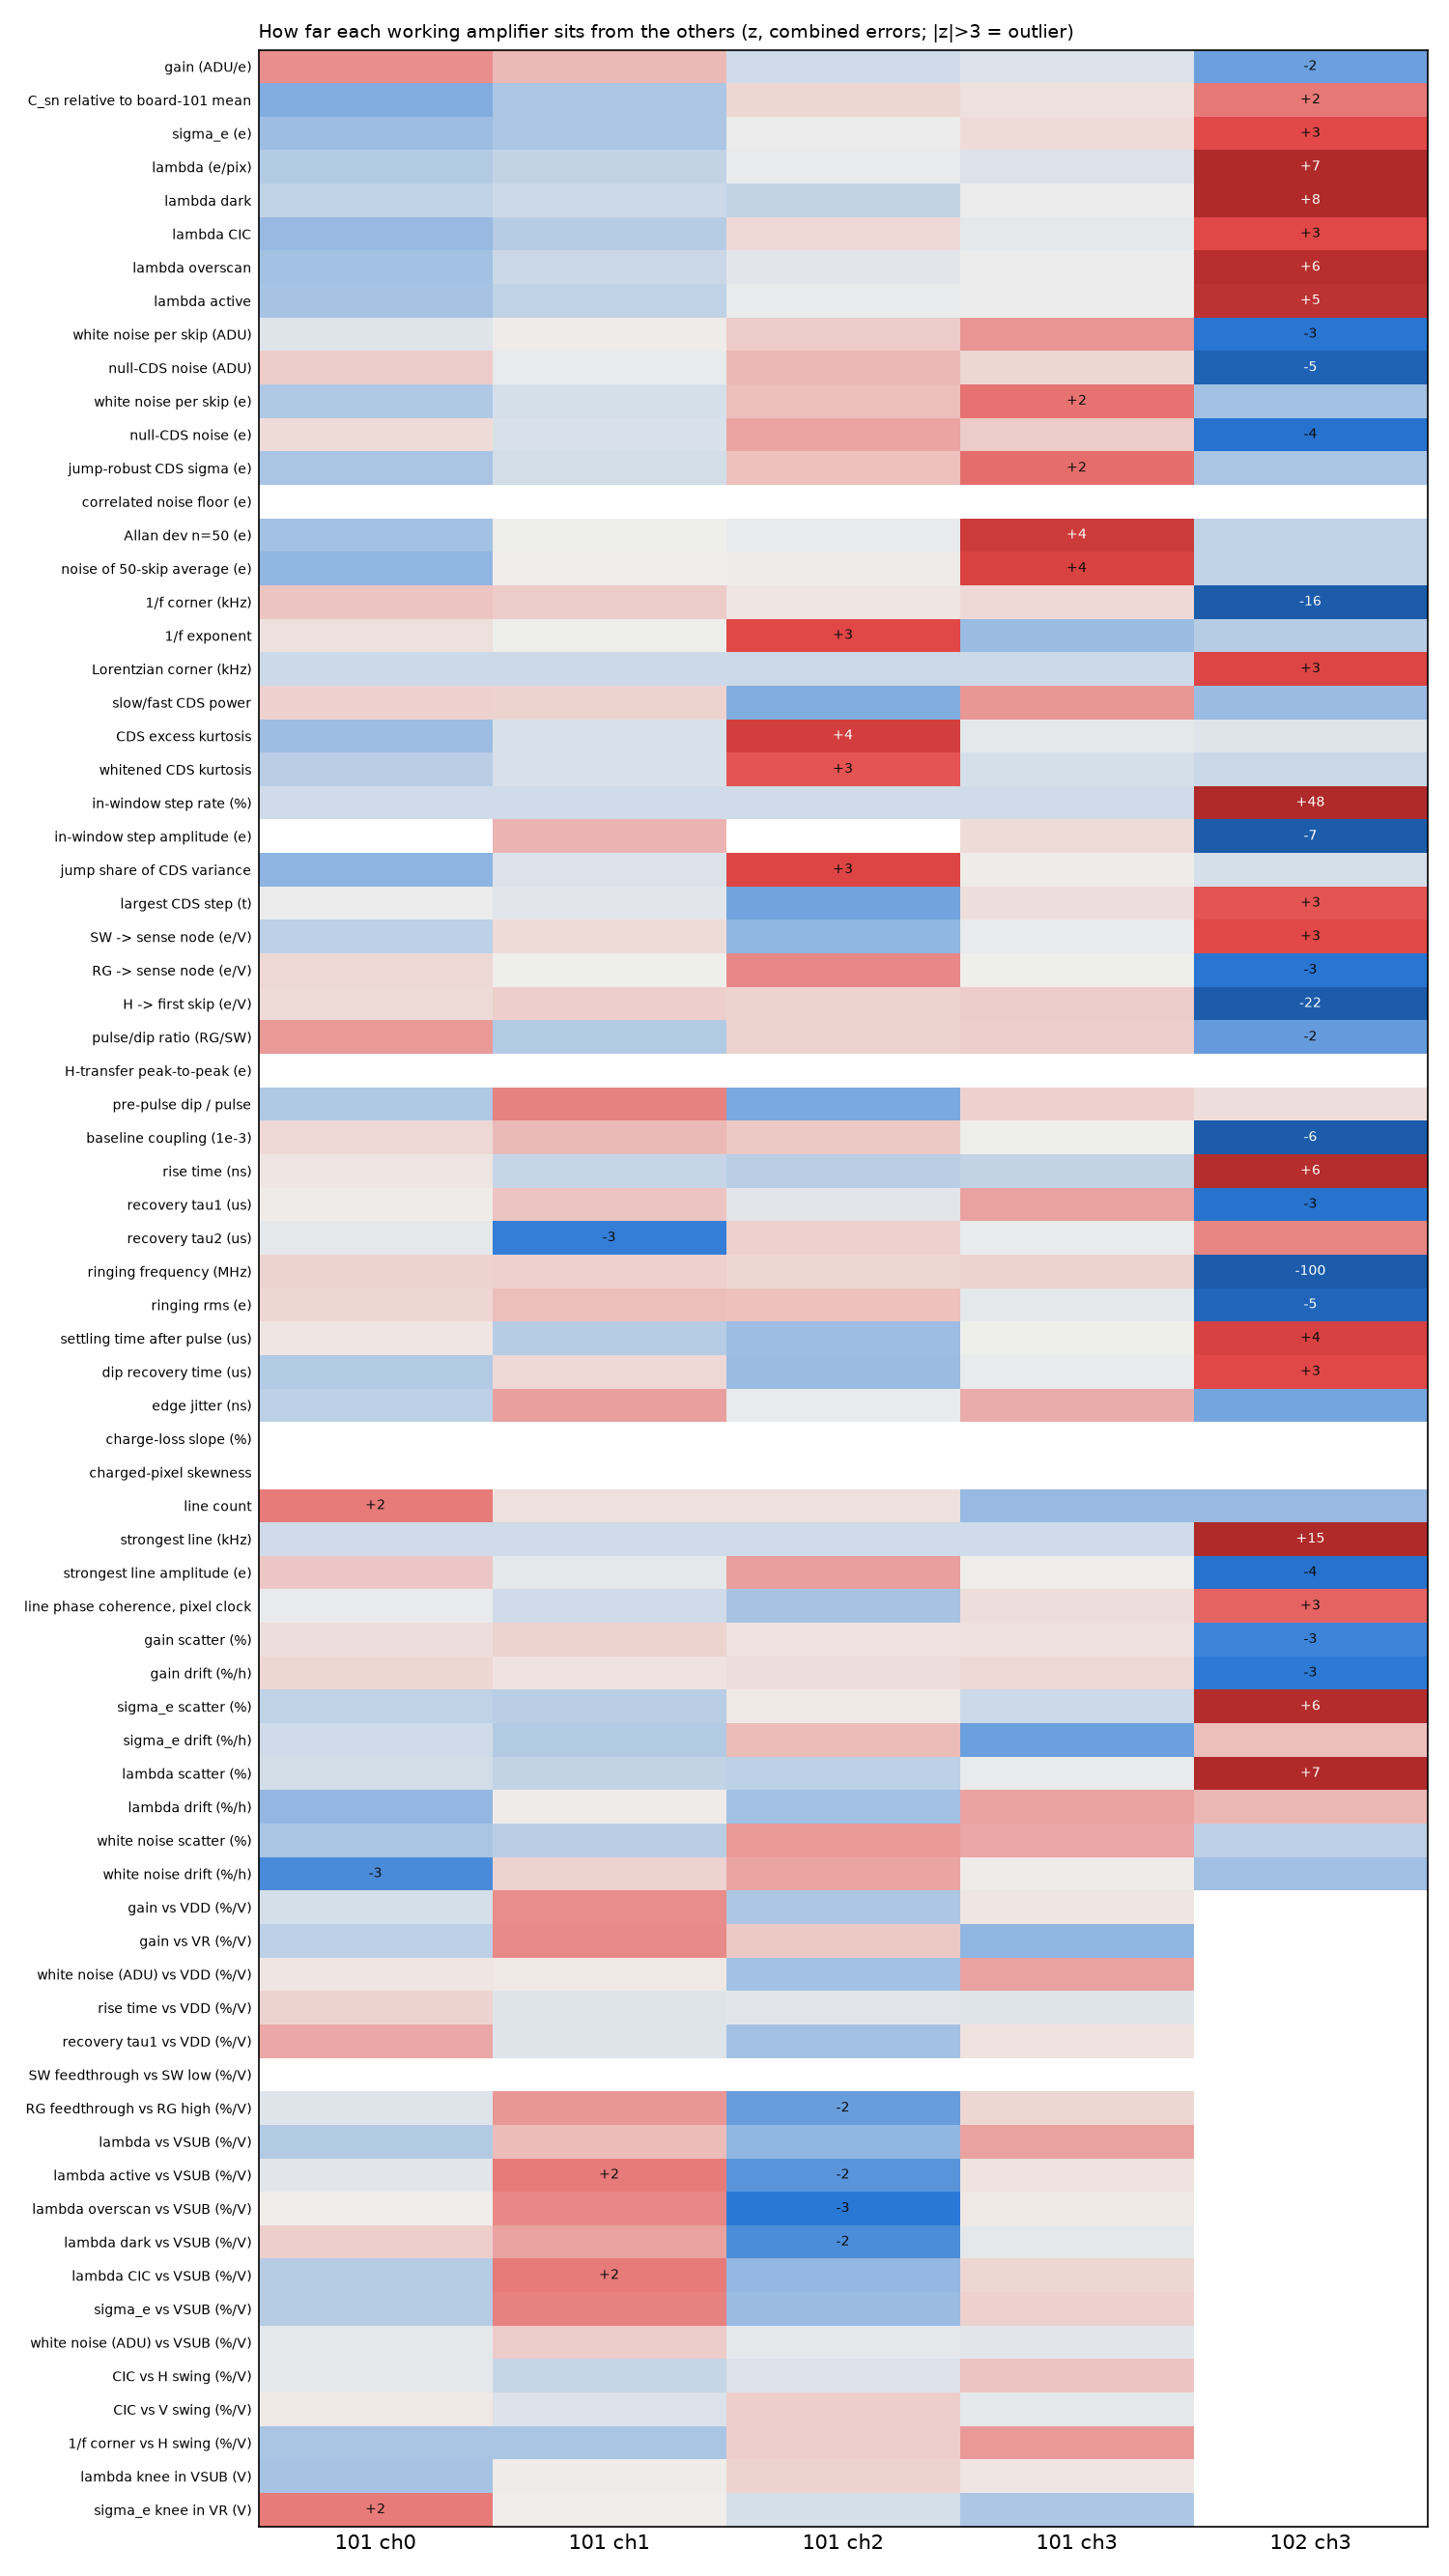 How far each working amplifier sits from the others (z, combined errors; |z|>3 = outlier)
gain (ADU/e) -2
C_sn relative to board-101 mean +2
sigma_e (e) +3
lambda (e/pix) +7
lambda dark +8
lambda CIC +3
lambda overscan +6
lambda active +5
white noise per skip (ADU) -3
null-CDS noise (ADU) -5
white noise per skip (e) +2
null-CDS noise (e) -4
jump-robust CDS sigma (e) +2
correlated noise floor (e)
Allan dev n=50 (e) +4
noise of 50-skip average (e) +4
1/f corner (kHz) -16
1/f exponent +3
Lorentzian corner (kHz) +3
slow/fast CDS power
CDS excess kurtosis +4
whitened CDS kurtosis +3
in-window step rate (%) +48
in-window step amplitude (e) -7
jump share of CDS variance +3
largest CDS step (t) +3
SW -> sense node (e/V) +3
RG -> sense node (e/V) -3
H -> first skip (e/V) -22
pulse/dip ratio (RG/SW) -2
H-transfer peak-to-peak (e)
pre-pulse dip / pulse
baseline coupling (1e-3) -6
rise time (ns) +6
recovery tau1 (us) -3
recovery tau2 (us) -3
ringing frequency (MHz) -100
ringing rms (e) -5
settling time after pulse (us) +4
dip recovery time (us) +3
edge jitter (ns)
charge-loss slope (%)
charged-pixel skewness
line count +2
strongest line (kHz) +15
strongest line amplitude (e) -4
line phase coherence, pixel clock +3
gain scatter (%) -3
gain drift (%/h) -3
sigma_e scatter (%) +6
sigma_e drift (%/h)
lambda scatter (%) +7
lambda drift (%/h)
white noise scatter (%)
white noise drift (%/h) -3
gain vs VDD (%/V)
gain vs VR (%/V)
white noise (ADU) vs VDD (%/V)
rise time vs VDD (%/V)
recovery tau1 vs VDD (%/V)
SW feedthrough vs SW low (%/V)
RG feedthrough vs RG high (%/V) -2
lambda vs VSUB (%/V)
lambda active vs VSUB (%/V) +2 -2
lambda overscan vs VSUB (%/V) -3
lambda dark vs VSUB (%/V) -2
lambda CIC vs VSUB (%/V) +2
sigma_e vs VSUB (%/V)
white noise (ADU) vs VSUB (%/V)
CIC vs H swing (%/V)
CIC vs V swing (%/V)
1/f corner vs H swing (%/V)
lambda knee in VSUB (V)
sigma_e knee in VR (V) +2
101 ch0 101 ch1 101 ch2 101 ch3 102 ch3